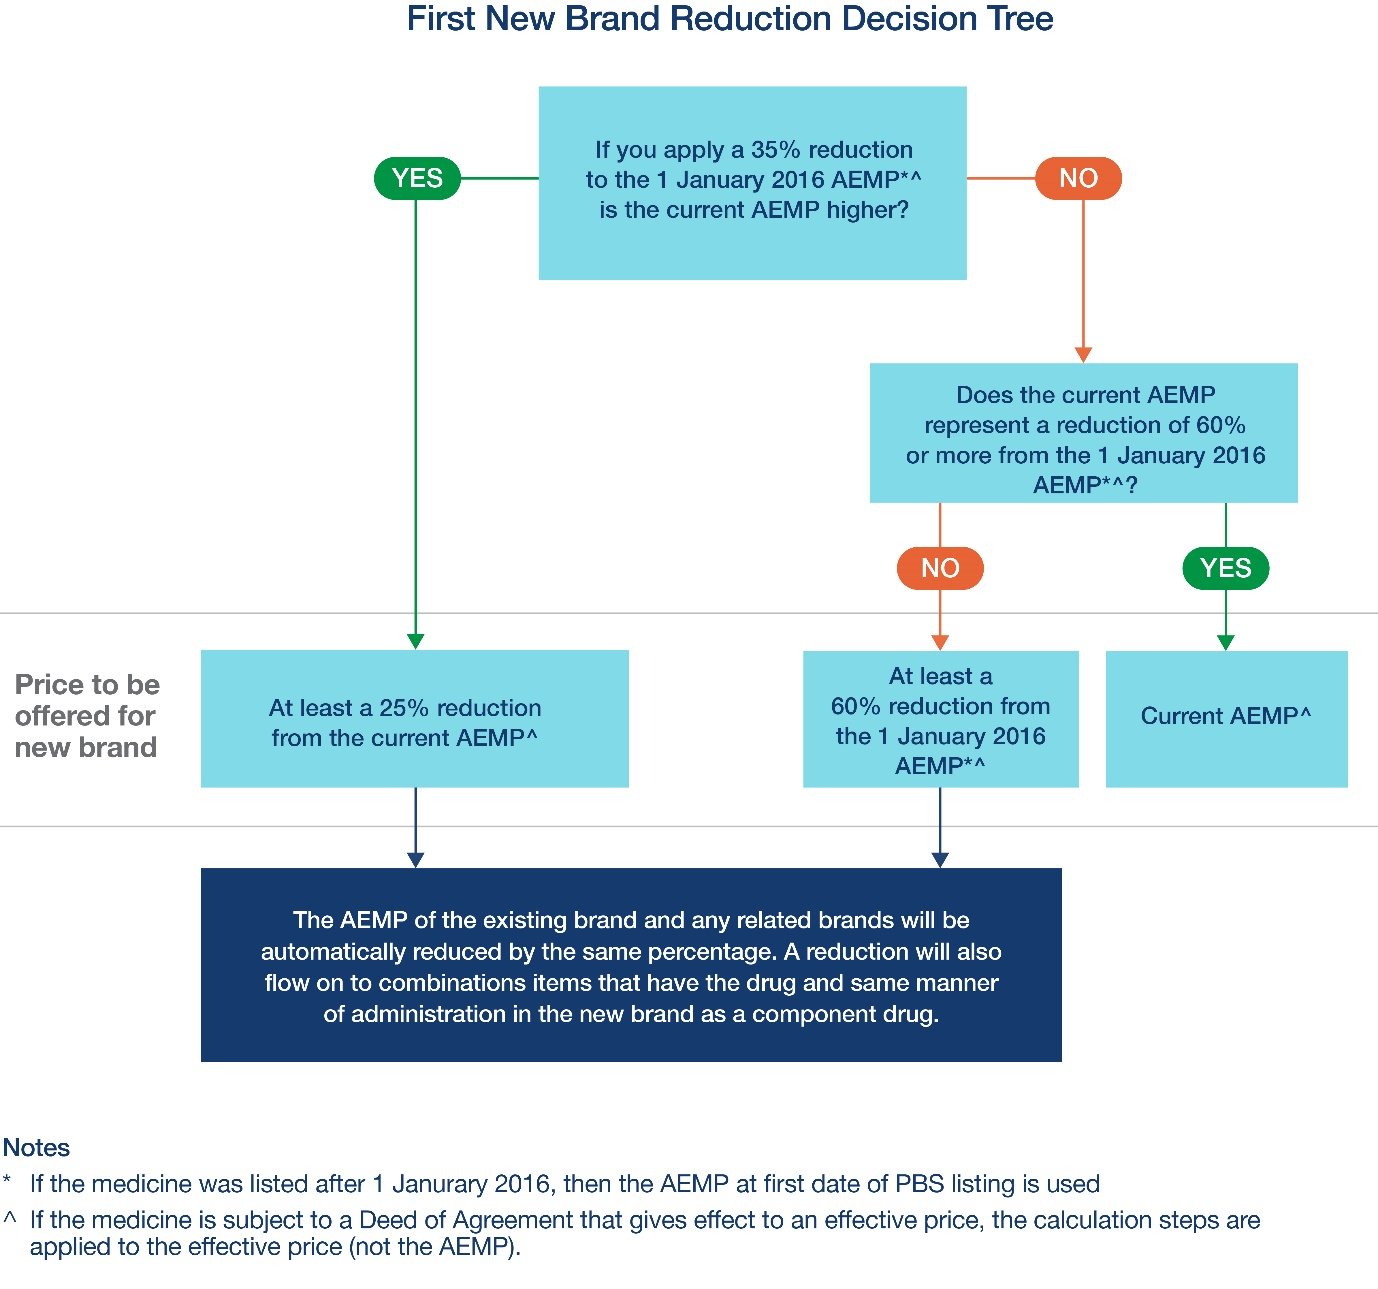 First New Brand Reduction Decision Tree
If you apply a 35% reduction
to the 1 January 2016 AEMP*^
is the current AEMP higher?
YES
NO
Does the current AEMP
represent a reduction of 60%
or more from the 1 January 2016
AEMP*^?
NO
YES
Price to be
offered for
new brand
At least a 25% reduction
from the current AEMP^
At least a
60% reduction from
the 1 January 2016
AEMP*^
Current AEMP^
The AEMP of the existing brand and any related brands will be
automatically reduced by the same percentage. A reduction will also
flow on to combinations items that have the drug and same manner
of administration in the new brand as a component drug.
Notes
* If the medicine was listed after 1 Janurary 2016, then the AEMP at first date of PBS listing is used
^ If the medicine is subject to a Deed of Agreement that gives effect to an effective price, the calculation steps are
applied to the effective price (not the AEMP).